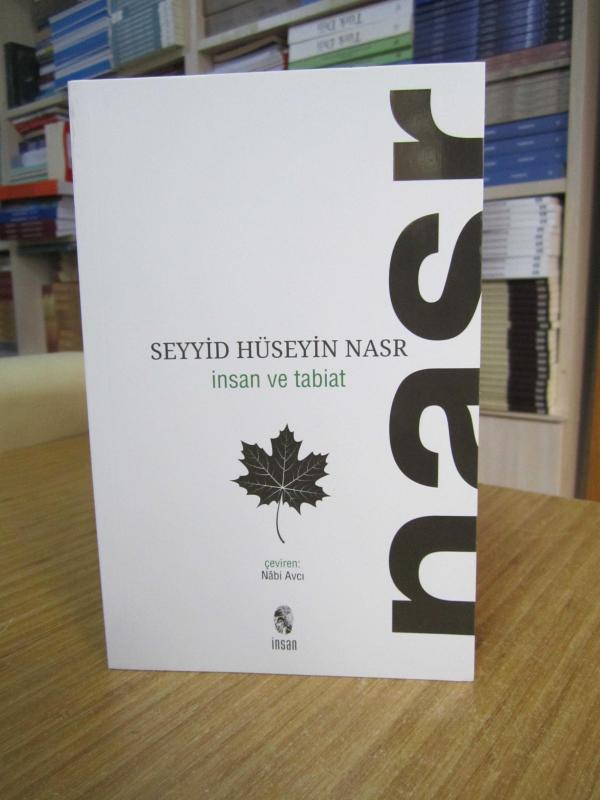 SEYYİD HÜSEYİN NASR
insan ve tabiat
çeviren:
Nâbi Avcı
insan
nasr